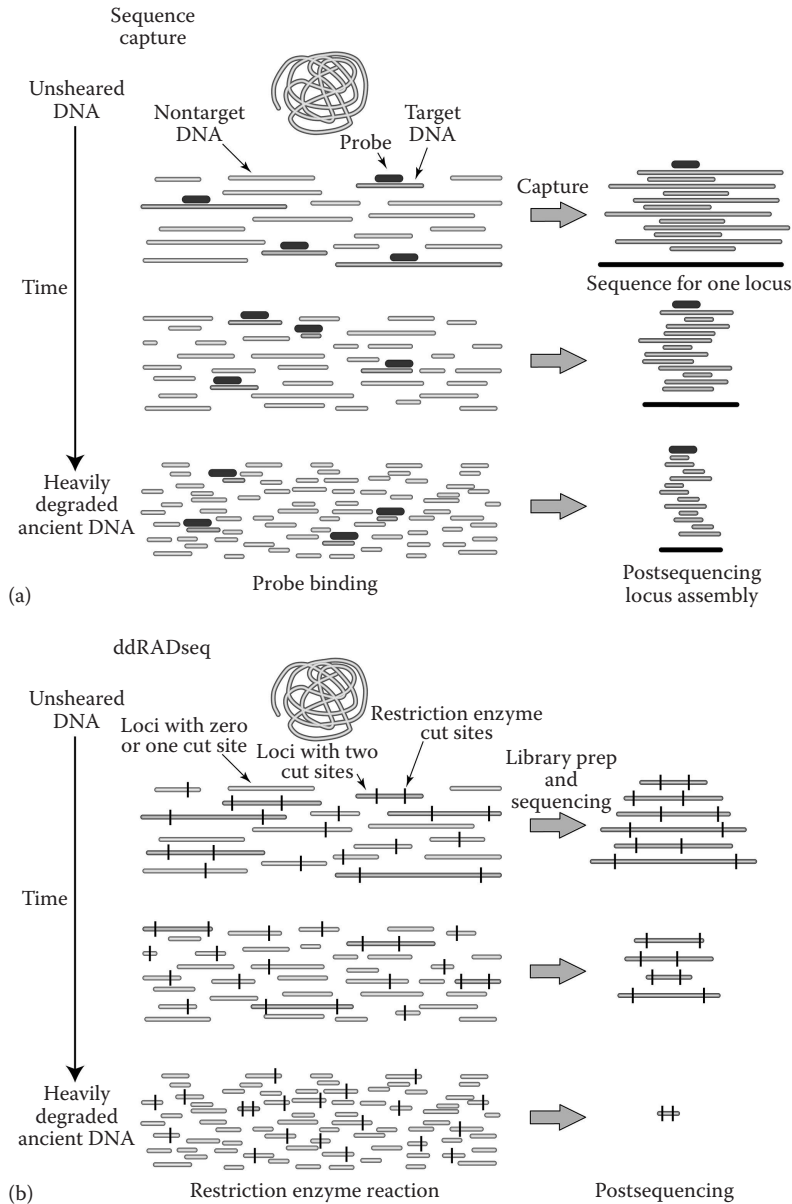 Sequence
capture
Unsheared
DNA
Nontarget
DNA
Probe
Target
DNA
Capture
Sequence for one locus
Time
Heavily
degraded
ancient DNA
Probe binding
Postsequencing
locus assembly
(a)
ddRADseq
Unsheared
DNA
Loci with zero
or one cut site
Loci with two
cut sites
Restriction enzyme
cut sites
Library prep
and
sequencing
Time
Heavily
degraded
ancient DNA
(b)
Restriction enzyme reaction
Postsequencing